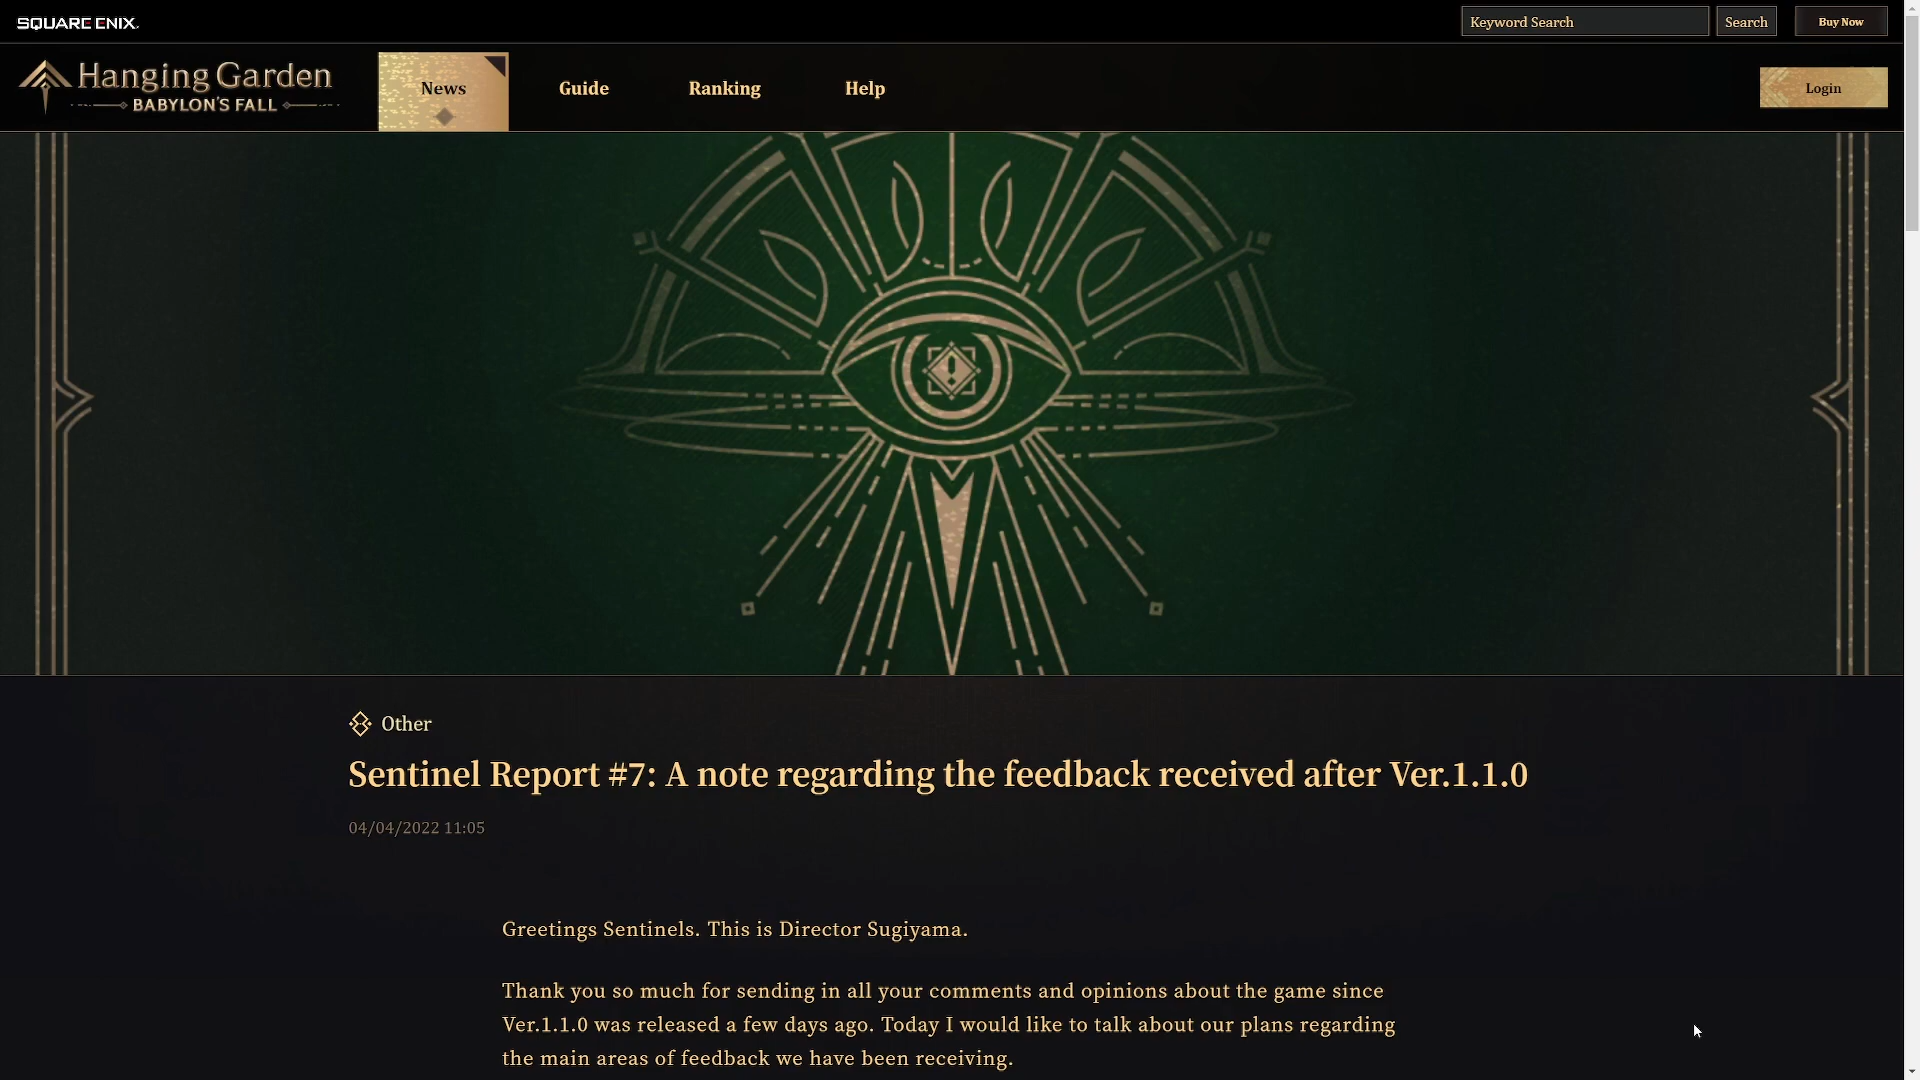 SQUARE ENIX.
Keyword Search
Search
Buy Now
Hanging Garden
BABYLON'S FALL
News
Guide
Ranking
Help
Login
Other
Sentinel Report #7: A note regarding the feedback received after Ver.1.1.0
04/04/2022 11:05
Greetings Sentinels. This is Director Sugiyama.
Thank you so much for sending in all your comments and opinions about the game since
Ver.1.1.0 was released a few days ago. Today I would like to talk about our plans regarding
the main areas of feedback we have been receiving.